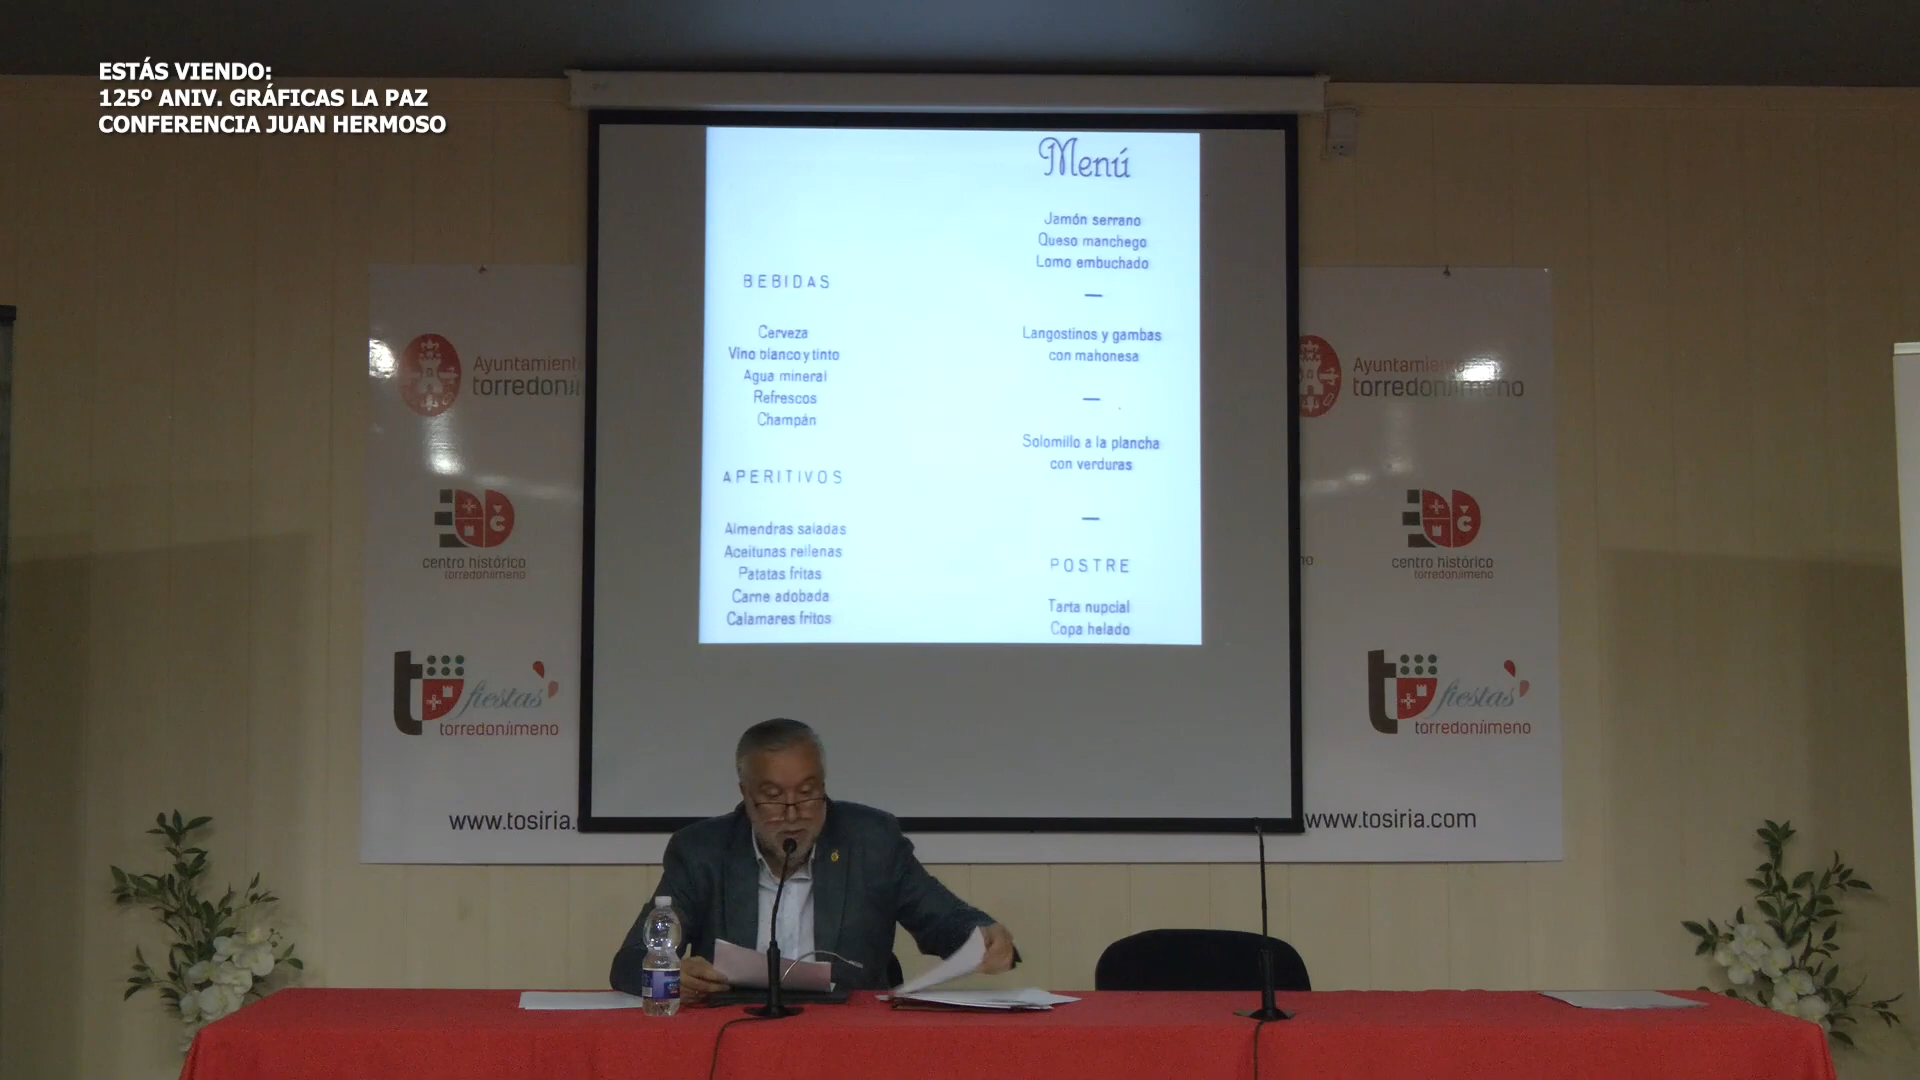 ESTÁS VIENDO:
125º ANIV. GRÁFICAS LA PAZ
CONFERENCIA JUAN HERMOSO
BEBIDAS
Cerveza
Vino blanco y tinto
Agua mineral
Refrescos
Champán
APERITIVOS
Almendras saladas
Aceitunas rellenas
Patatas fritas
Carne adobada
Calamares fritos
Menú
Jamón serrano
Queso manchego
Lomo embuchado
—
Langostinos y gambas
con mahonesa
—
Solomillo a la plancha
con verduras
—
POSTRE
Tarta nupcial
Copa helado
Ayuntamient
torredonji
centro histórico
torredonjimeno
fiestas
torredonjimeno
www.tosiria.
Ayuntamiento
torredonjimeno
centro histórico
torredonjimeno
fiestas
torredonjimeno
www.tosiria.com